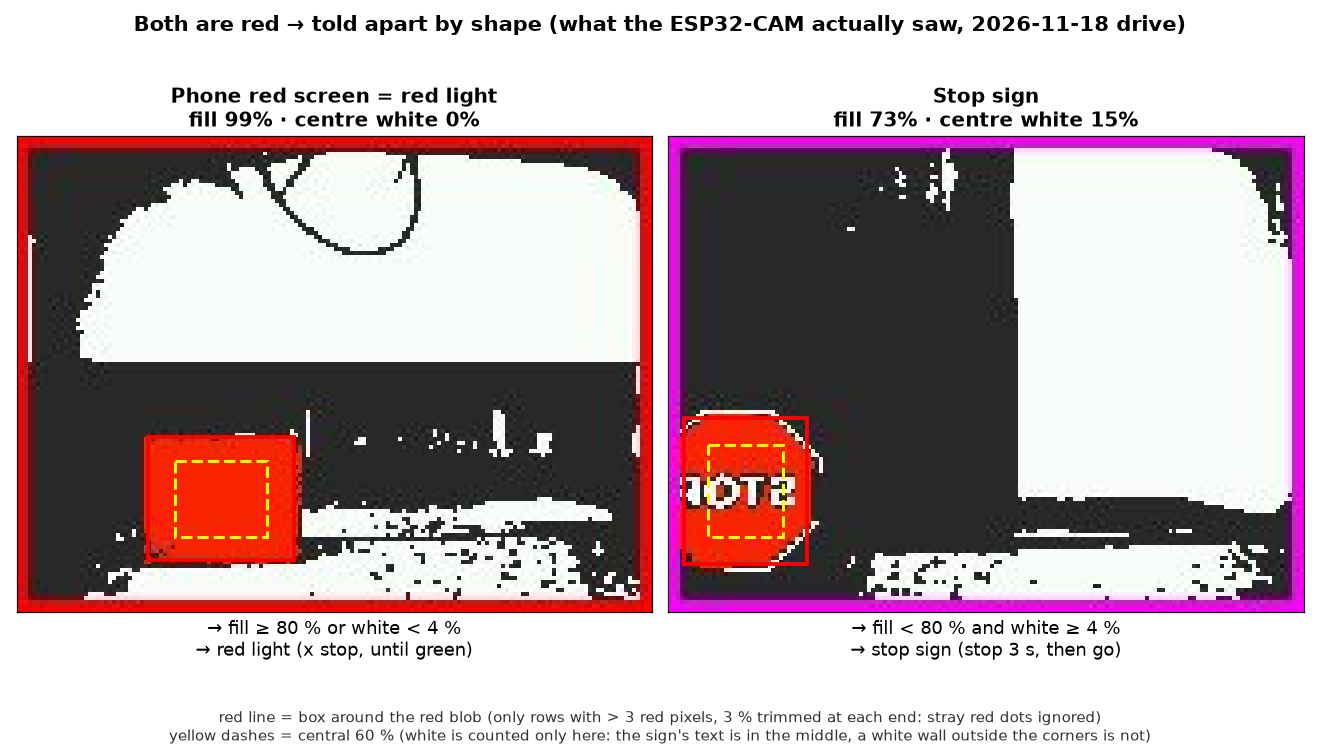 Both are red → told apart by shape (what the ESP32-CAM actually saw, 2026-11-18 drive)
Phone red screen = red light
fill 99% · centre white 0%
Stop sign
fill 73% · centre white 15%
STOP
→ fill ≥ 80 % or white < 4 %
→ red light (x stop, until green)
→ fill < 80 % and white ≥ 4 %
→ stop sign (stop 3 s, then go)
red line = box around the red blob (only rows with > 3 red pixels, 3 % trimmed at each end: stray red dots ignored)
yellow dashes = central 60 % (white is counted only here: the sign's text is in the middle, a white wall outside the corners is not)